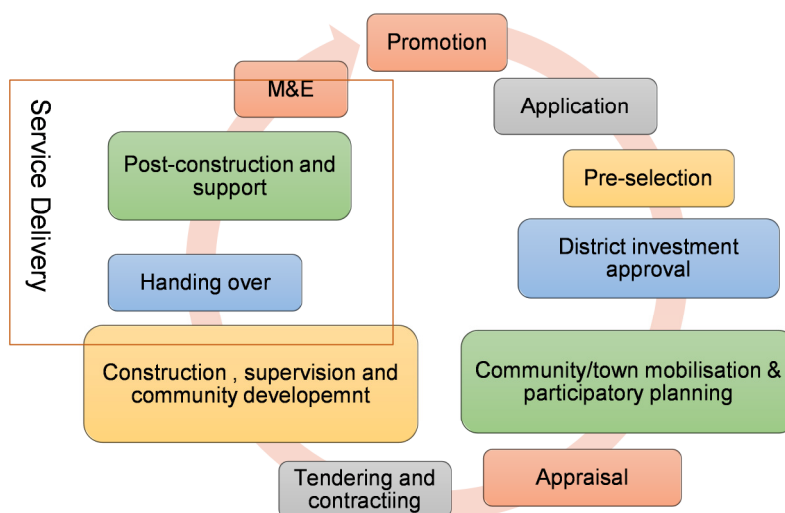 Promotion
Application
Pre-selection
District investment
approval
Community/town mobilisation &
participatory planning
Appraisal
Tendering and
contractiing
Construction , supervision and
community developemnt
Handing over
Post-construction and
support
M&E
Service Delivery